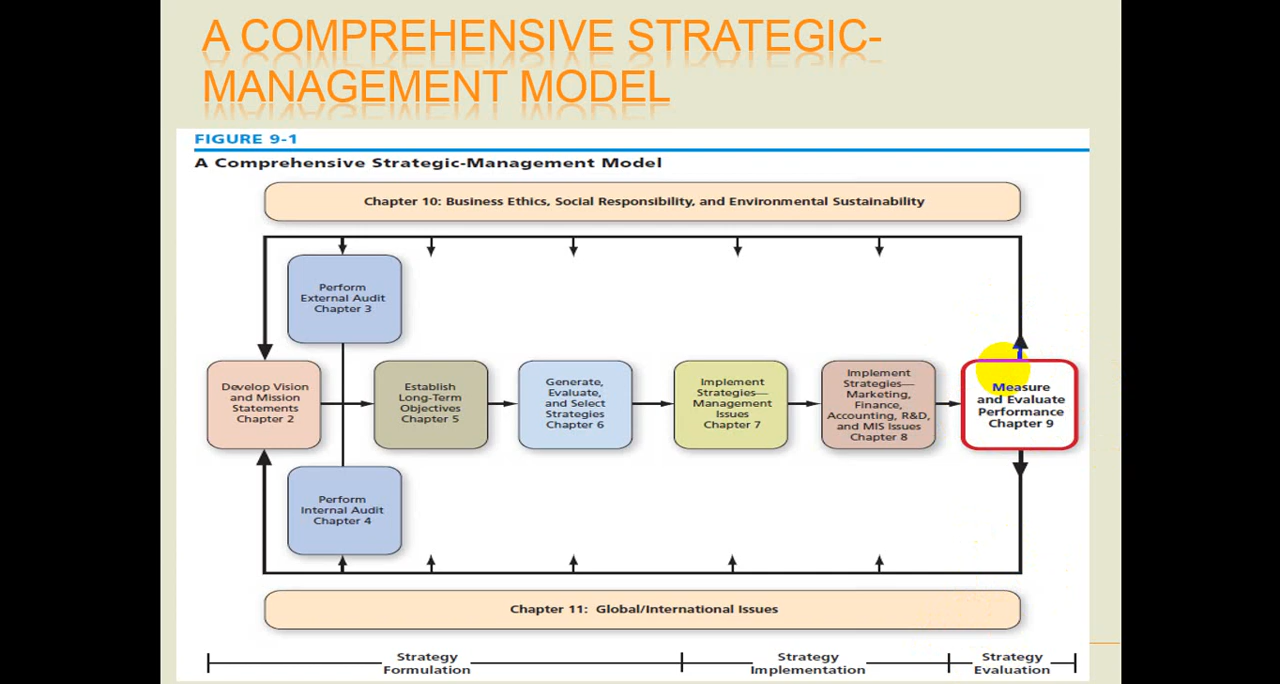 A COMPREHENSIVE STRATEGIC-
MANAGEMENT MODEL
FIGURE 9-1
A Comprehensive Strategic-Management Model
Chapter 10: Business Ethics, Social Responsibility, and Environmental Sustainability
Perform
External Audit
Chapter 3
Develop Vision
and Mission
Statements
Chapter 2
Establish
Long-Term
Objectives
Chapter 5
Generate,
Evaluate,
and Select
Strategies
Chapter 6
Implement
Strategies—
Management
Issues
Chapter 7
Implement
Strategies—
Marketing,
Finance,
Accounting, R&D,
and MIS Issues
Chapter 8
Measure
and Evaluate
Performance
Chapter 9
Perform
Internal Audit
Chapter 4
Chapter 11: Global/International Issues
Strategy
Formulation
Strategy
Implementation
Strategy
Evaluation